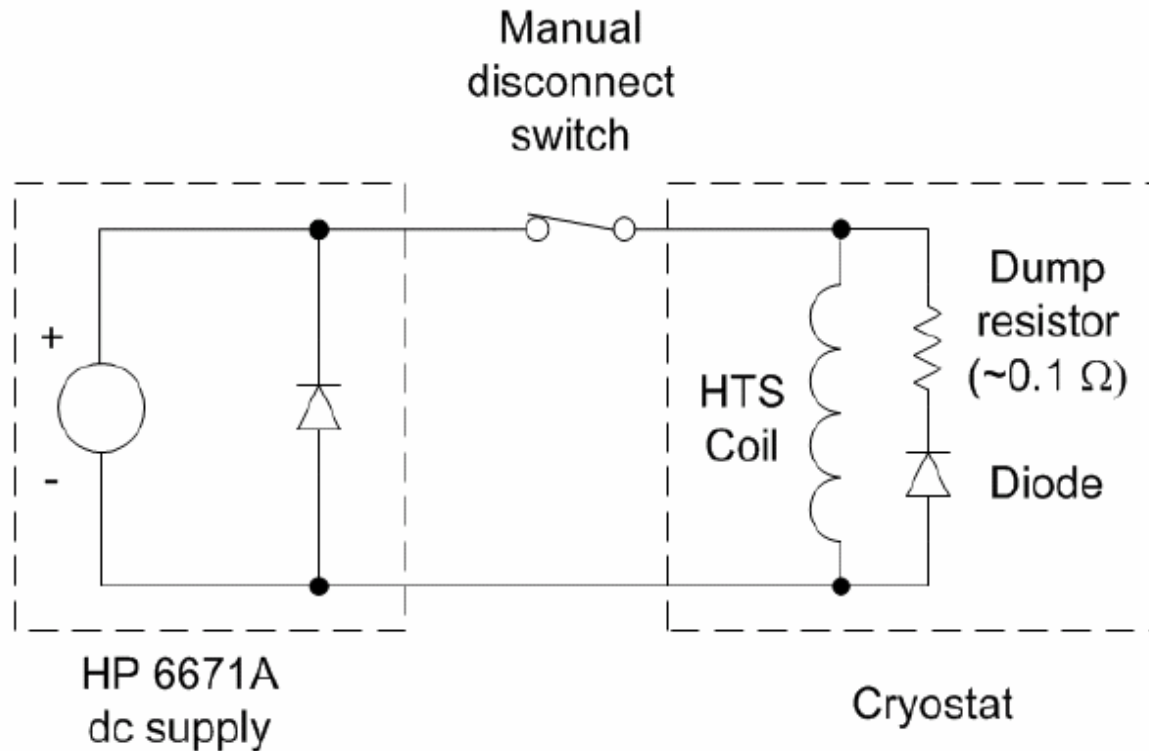 Manual
disconnect
switch
+
-
HTS
Coil
Dump
resistor
(~0.1 Ω)
Diode
HP 6671A
dc supply
Cryostat